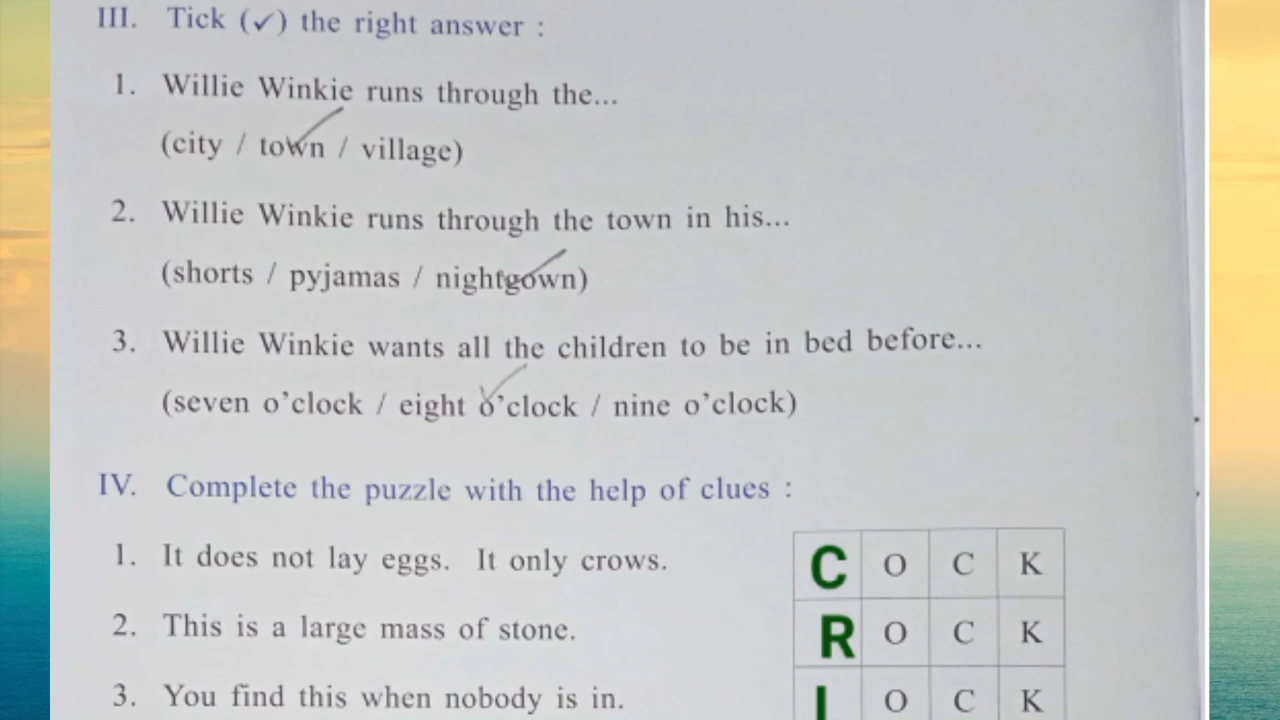 III. Tick (✓) the right answer :
1. Willie Winkie runs through the...
(city / town / village)
2. Willie Winkie runs through the town in his...
(shorts / pyjamas / nightgown)
3. Willie Winkie wants all the children to be in bed before...
(seven o'clock / eight o'clock / nine o'clock)
IV. Complete the puzzle with the help of clues :
1. It does not lay eggs. It only crows. C O C K
2. This is a large mass of stone. R O C K
3. You find this when nobody is in. L O C K